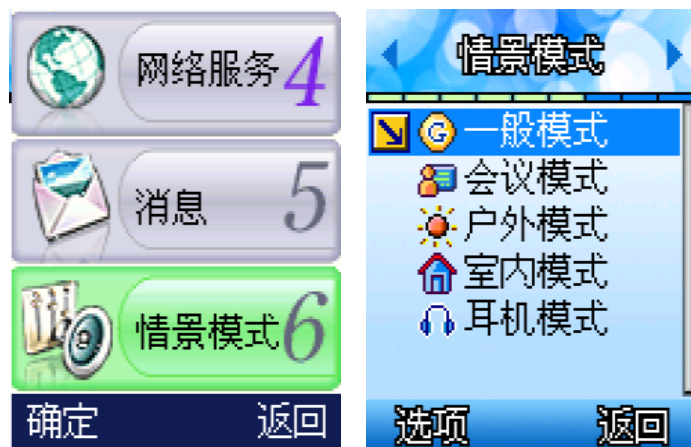 网络服务 4
消息 5
情景模式 6
确定 返回
情景模式
G 一般模式
会议模式
户外模式
室内模式
耳机模式
选项 返回